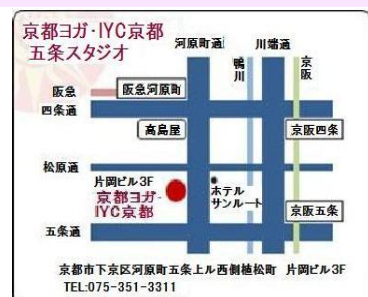 京都ヨガ・IYC京都
五条スタジオ
河原町通
川端通
鴨川
京阪
阪急
阪急河原町
四条通
高島屋
京阪四条
松原通
片岡ビル3F
京都ヨガ-
IYC京都
ホテル
サンルート
京阪五条
五条通
京都市下京区河原町五条上ル西側植松町 片岡ビル3F
TEL:075-351-3311